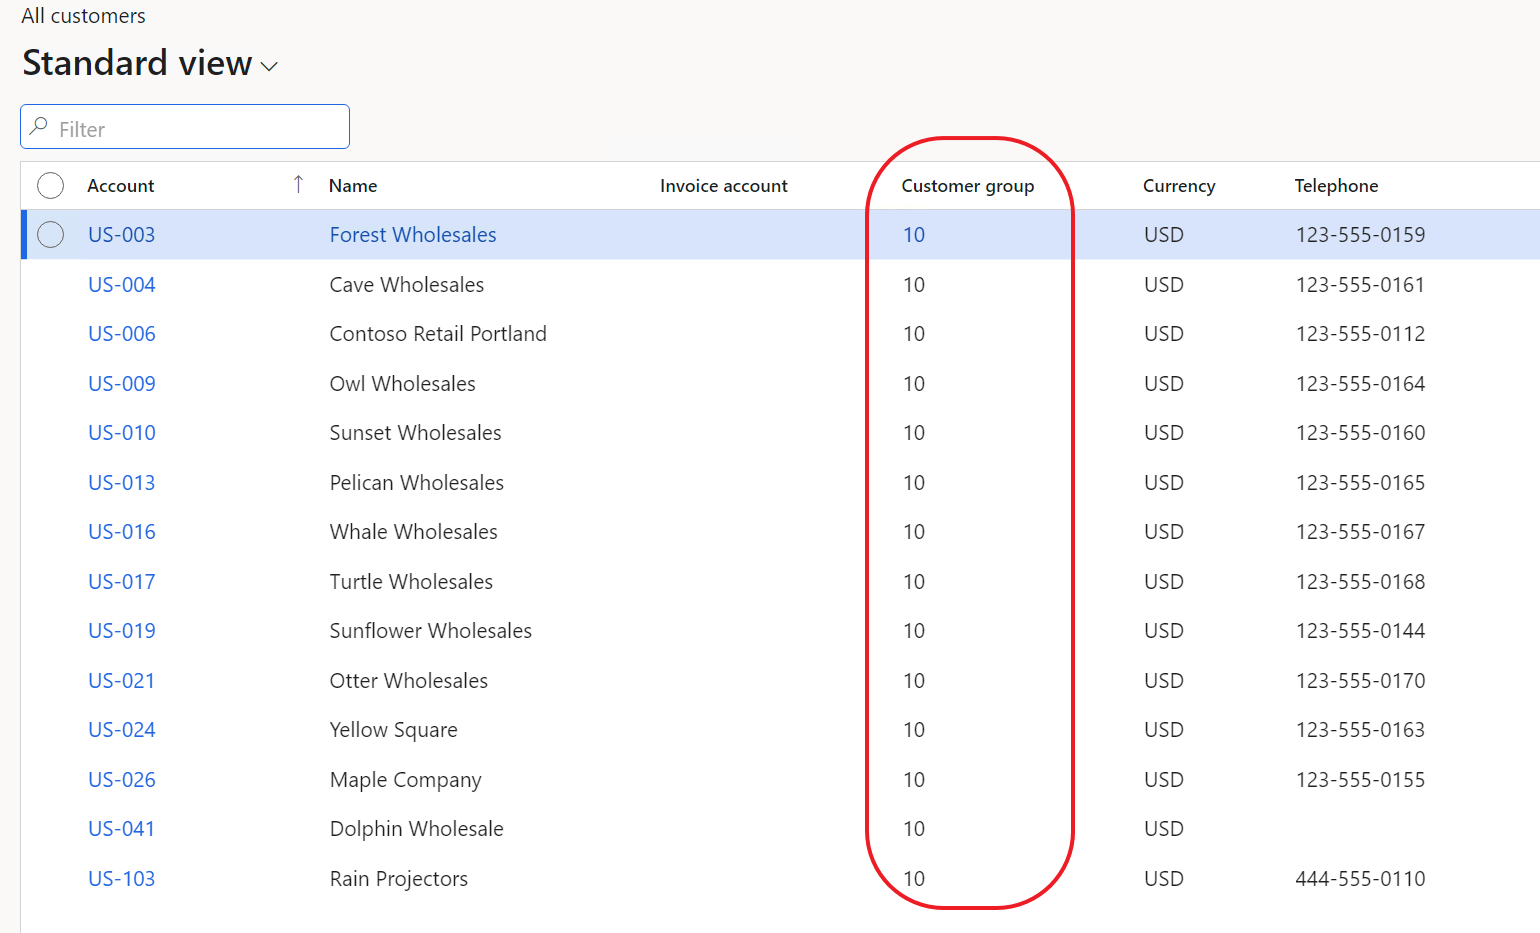 All customers
Standard view
Filter
Account Name Invoice account Customer group Currency Telephone
US-003 Forest Wholesales 10 USD 123-555-0159
US-004 Cave Wholesales 10 USD 123-555-0161
US-006 Contoso Retail Portland 10 USD 123-555-0112
US-009 Owl Wholesales 10 USD 123-555-0164
US-010 Sunset Wholesales 10 USD 123-555-0160
US-013 Pelican Wholesales 10 USD 123-555-0165
US-016 Whale Wholesales 10 USD 123-555-0167
US-017 Turtle Wholesales 10 USD 123-555-0168
US-019 Sunflower Wholesales 10 USD 123-555-0144
US-021 Otter Wholesales 10 USD 123-555-0170
US-024 Yellow Square 10 USD 123-555-0163
US-026 Maple Company 10 USD 123-555-0155
US-041 Dolphin Wholesale 10 USD
US-103 Rain Projectors 10 USD 444-555-0110